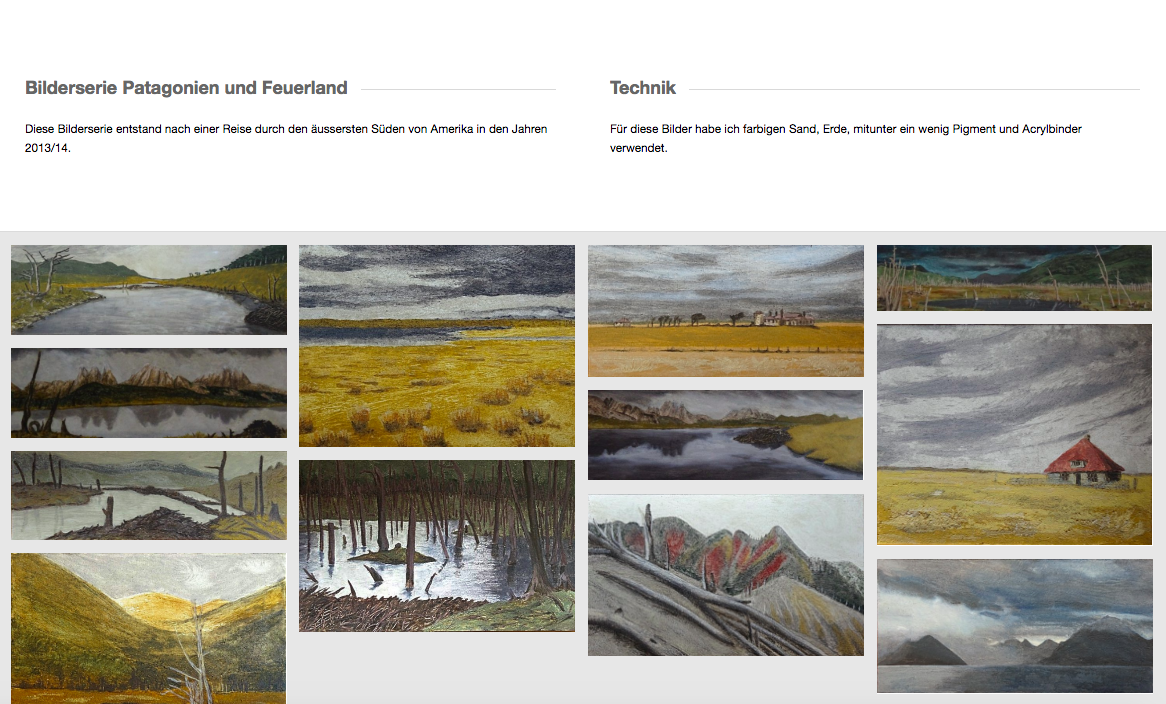 Bilderserie Patagonien und Feuerland
Diese Bilderserie entstand nach einer Reise durch den äussersten Süden von Amerika in den Jahren
2013/14.
Technik
Für diese Bilder habe ich farbigen Sand, Erde, mitunter ein wenig Pigment und Acrylbinder
verwendet.